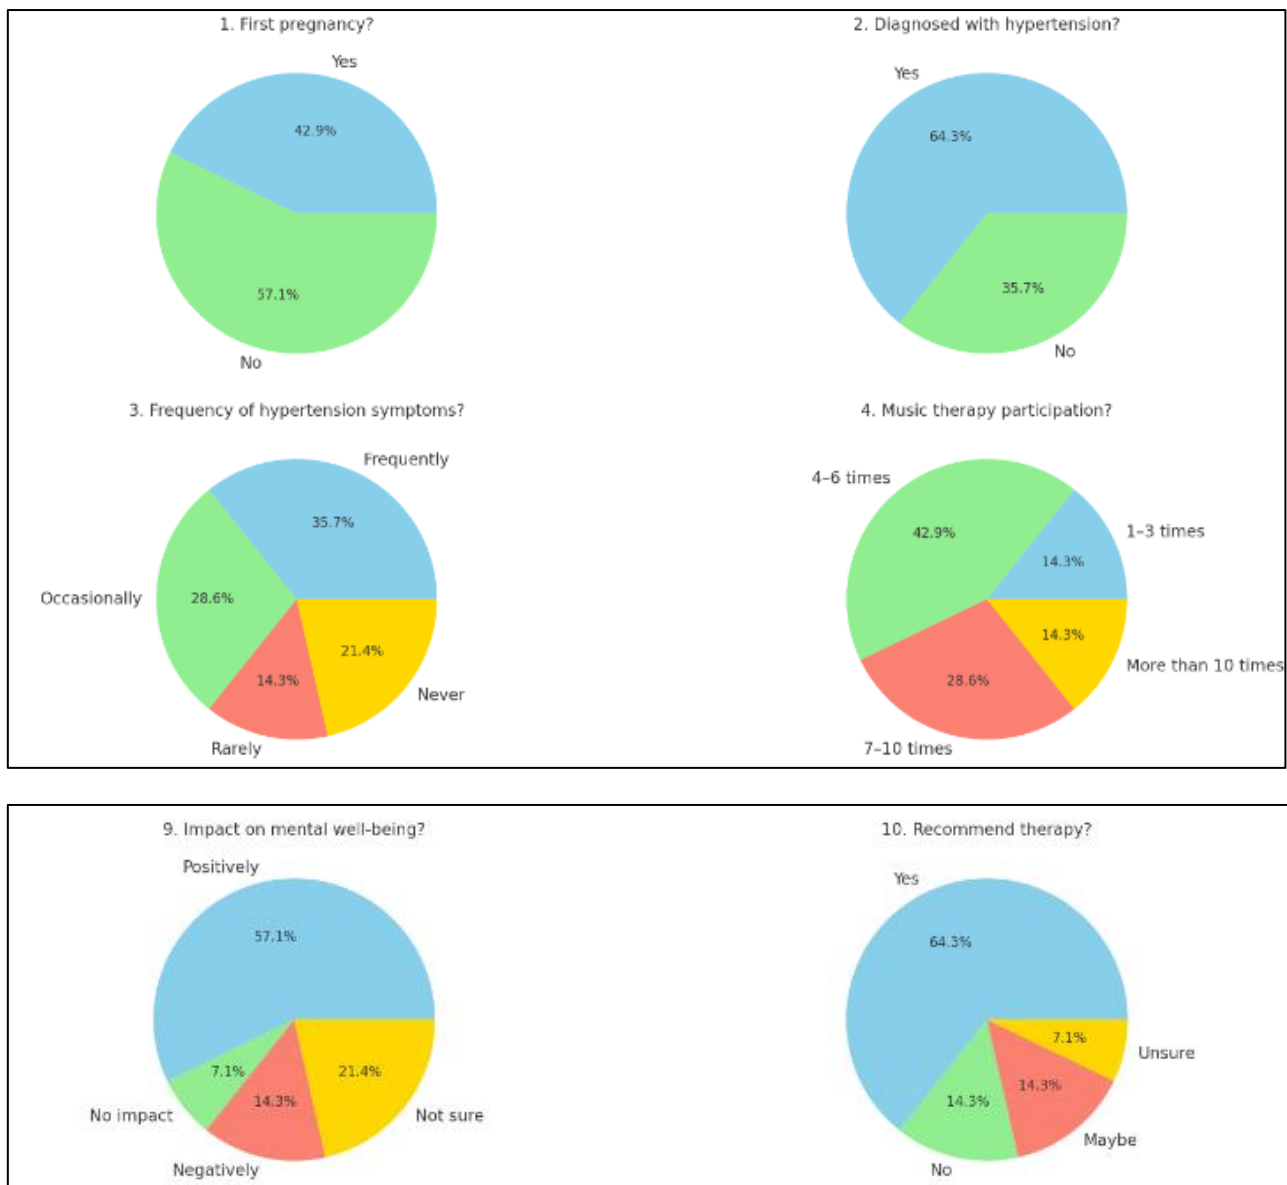 1. First pregnancy?
Yes
42.9%
57.1%
No
2. Diagnosed with hypertension?
Yes
64.3%
35.7%
No
3. Frequency of hypertension symptoms?
Frequently
35.7%
Occasionally
28.6%
21.4%
14.3%
Never
Rarely
4. Music therapy participation?
4–6 times
42.9%
1–3 times
14.3%
14.3%
More than 10 times
28.6%
7–10 times
9. Impact on mental well-being?
Positively
57.1%
7.1%
21.4%
14.3%
No impact
Not sure
Negatively
10. Recommend therapy?
Yes
64.3%
7.1%
Unsure
14.3%
14.3%
Maybe
No